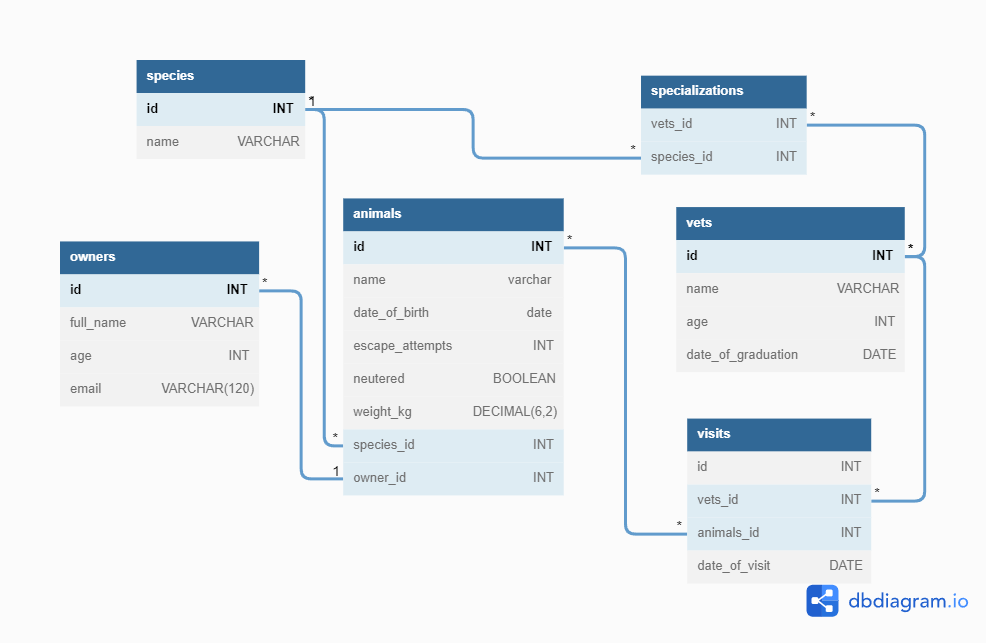 species
id INT
name VARCHAR
1
*
*
specializations
vets_id INT
species_id INT
*
*
owners
id INT
full_name VARCHAR
age INT
email VARCHAR(120)
*
animals
id INT
name varchar
date_of_birth date
escape_attempts INT
neutered BOOLEAN
weight_kg DECIMAL(6,2)
species_id INT
owner_id INT
*
*
1
vets
id INT
name VARCHAR
age INT
date_of_graduation DATE
*
visits
id INT
vets_id INT
animals_id INT
date_of_visit DATE
*
*
dbdiagram.io